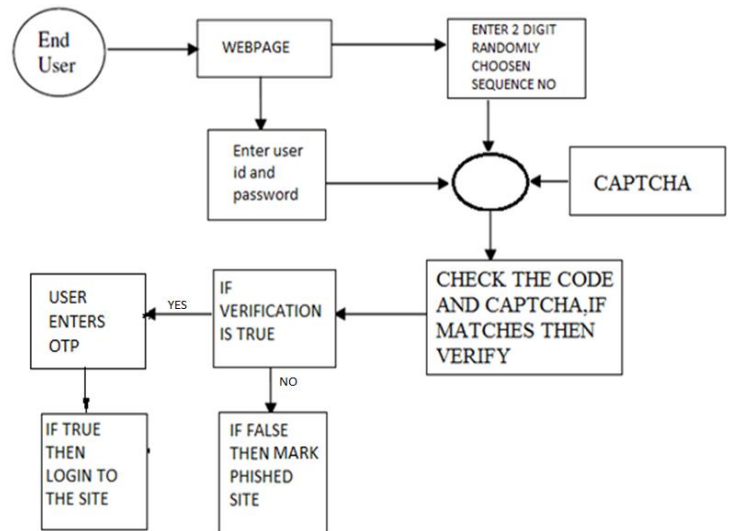 End
User
WEBPAGE
ENTER 2 DIGIT
RANDOMLY
CHOOSEN
SEQUENCE NO
Enter user
id and
password
CAPTCHA
CHECK THE CODE
AND CAPTCHA,IF
MATCHES THEN
VERIFY
IF
VERIFICATION
IS TRUE
YES
USER
ENTERS
OTP
NO
IF TRUE
THEN
LOGIN TO
THE SITE
IF FALSE
THEN MARK
PHISHED
SITE